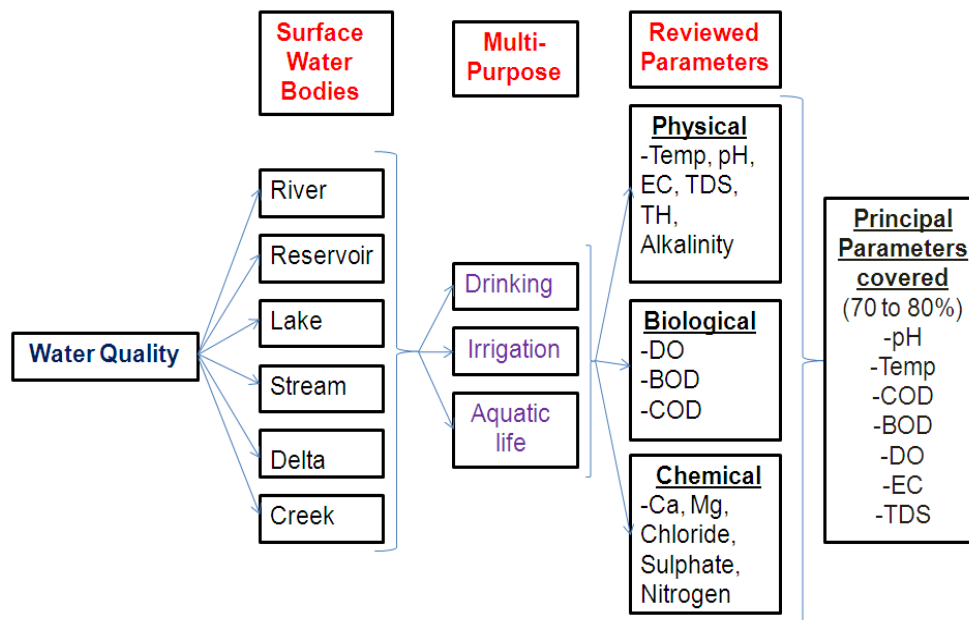 Surface
Water
Bodies
Multi-
Purpose
Reviewed
Parameters
Water Quality
River
Reservoir
Lake
Stream
Delta
Creek
Drinking
Irrigation
Aquatic
life
Physical
-Temp, pH,
EC, TDS,
TH,
Alkalinity
Biological
-DO
-BOD
-COD
Chemical
-Ca, Mg,
Chloride,
Sulphate,
Nitrogen
Principal
Parameters
covered
(70 to 80%)
-pH
-Temp
-COD
-BOD
-DO
-EC
-TDS